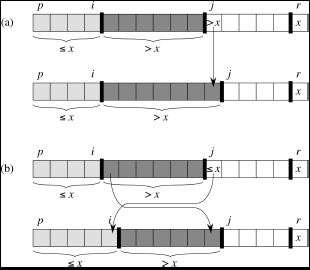 p i j r
(a) >x x
≤ x > x
p i j r
x
≤ x > x
p i j r
(b) ≤x x
≤ x > x
p i j r
x
≤ x > x